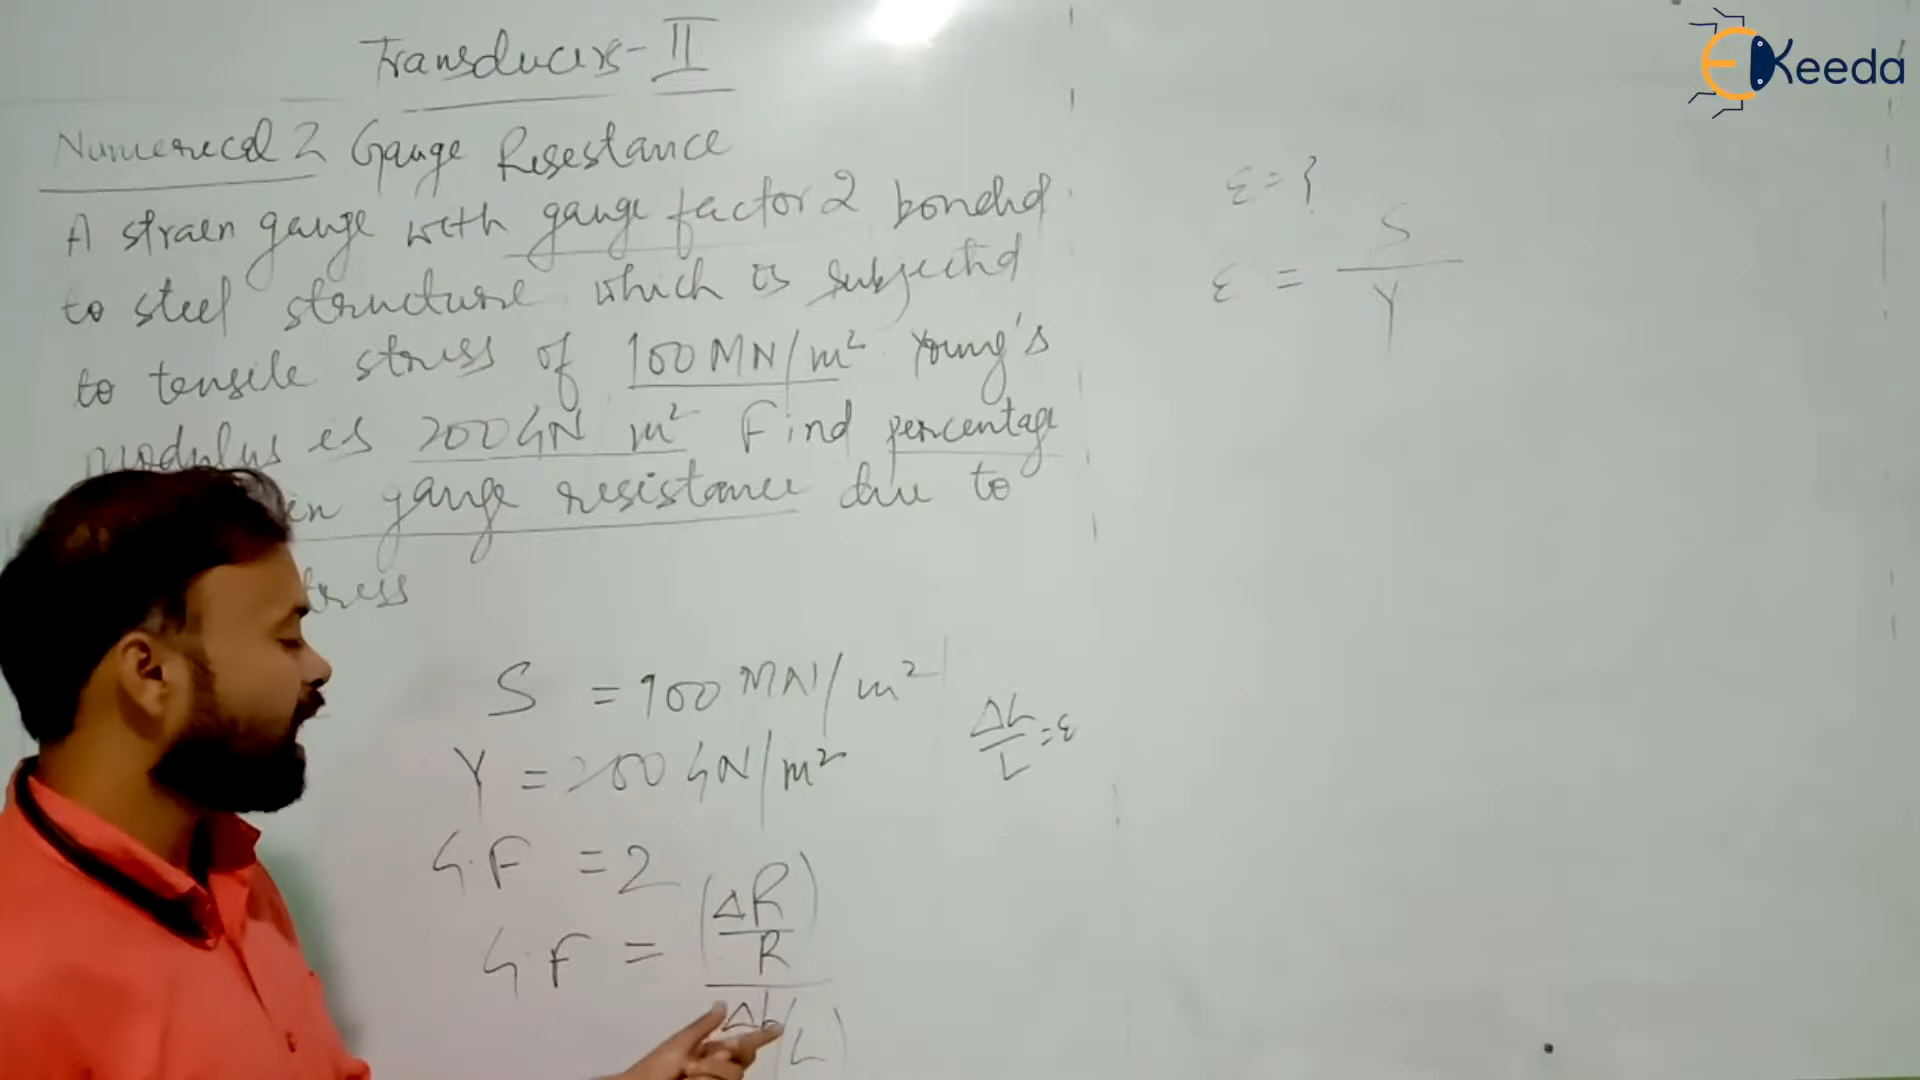 Transducers-II
EKeeda
Numerical 2 Gauge Resistance
A strain gauge with gauge factor 2 bonded
to steel structure which is subjected
to tensile stress of 100 MN/m² Young's
modulus is 200 GN m² Find percentage
in gauge resistance due to
stress
S = 100 MN/m²
Y = 200 GN/m²
G.F = 2
G.F = (ΔR/R)
ΔL/L)
ΔL/L = ε
ε = ?
ε = S/Y